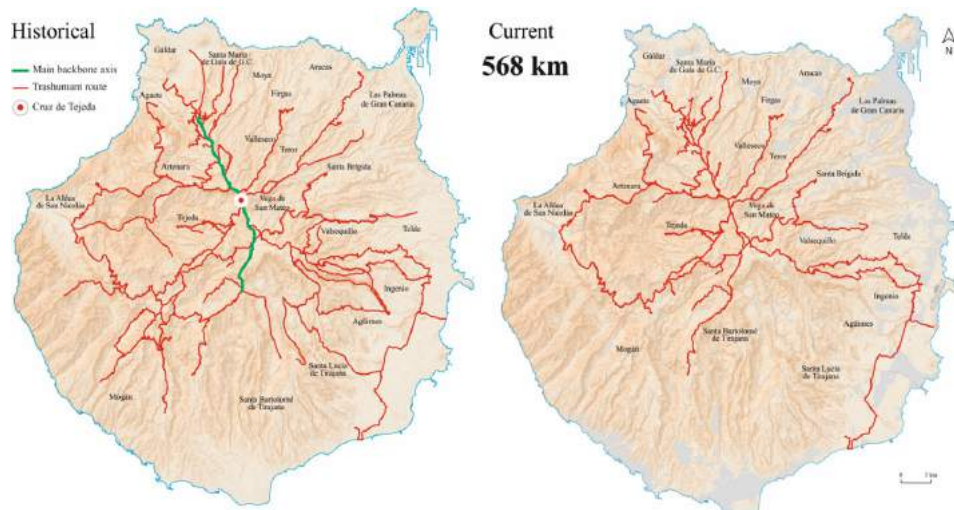 Historical
Main backbone axis
Trashumant route
Cruz de Tejeda
Gáldar
Santa María
de Guía de G.C.
Moya
Arucas
Firgas
Agaete
Las Palmas
de Gran Canaria
Valleseco
Teror
Artenara
Santa Brígida
La Aldea
de San Nicolás
Vega de
San Mateo
Tejeda
Valsequillo
Telde
Ingenio
Agüimes
Santa Lucía
de Tirajana
Mogán
Santa Bartolomé
de Tirajana
Current
568 km
N
Gáldar
Santa María
de Guía de G.C.
Moya
Arucas
Firgas
Agaete
Las Palmas
de Gran Canaria
Valleseco
Teror
Artenara
Santa Brígida
La Aldea
de San Nicolás
Vega de
San Mateo
Tejeda
Valsequillo
Telde
Ingenio
Agüimes
Santa Bartolomé
de Tirajana
Mogán
Santa Lucía
de Tirajana